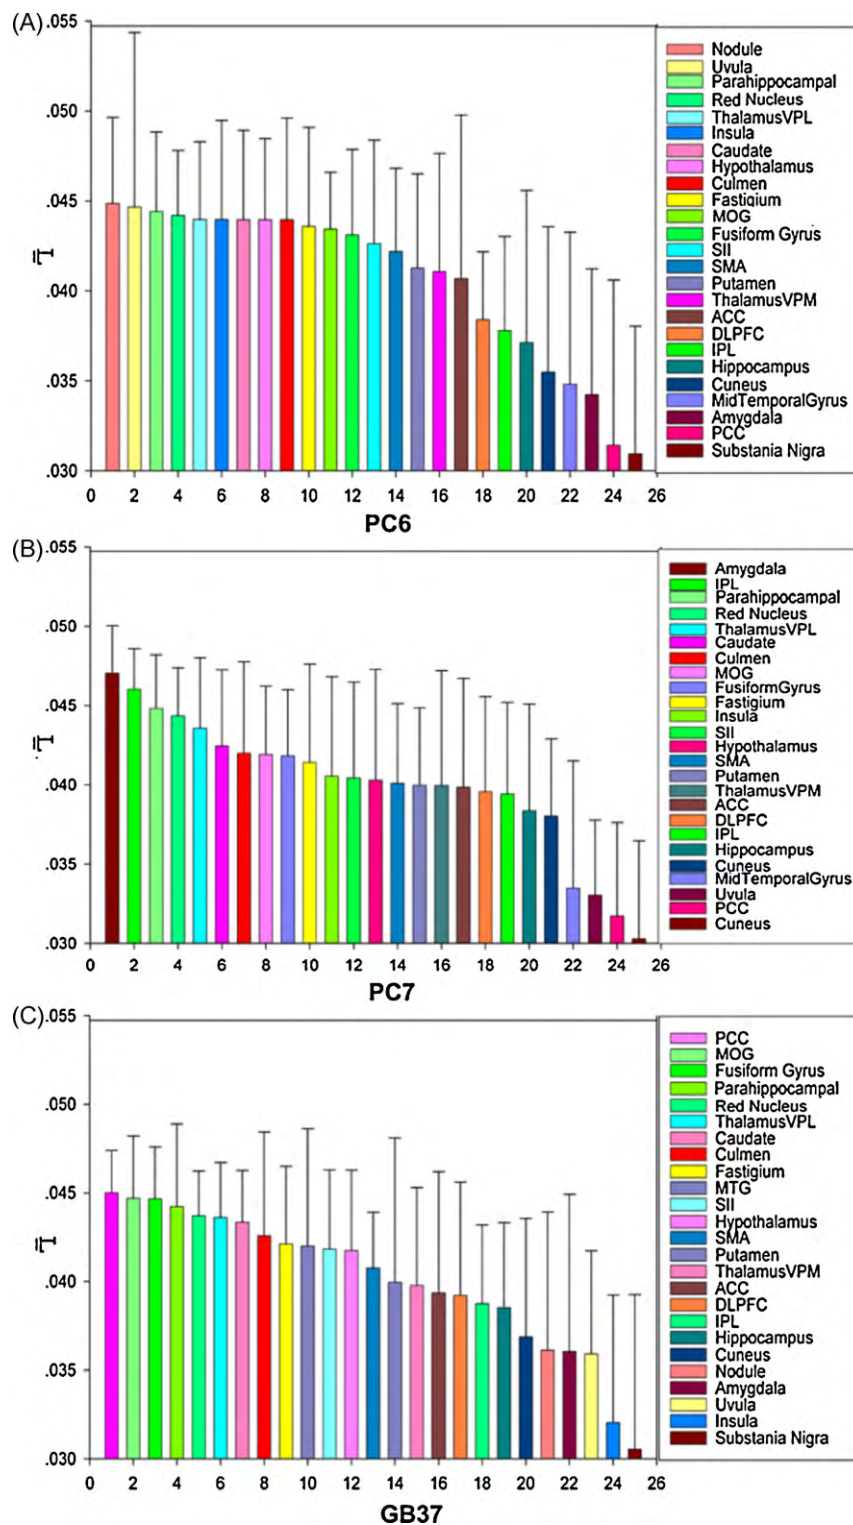 (A)
.055
.050
.045
.040
.035
.030
0 2 4 6 8 10 12 14 16 18 20 22 24 26
PC6
Nodule
Uvula
Parahippocampal
Red Nucleus
ThalamusVPL
Insula
Caudate
Hypothalamus
Culmen
Fastigium
MOG
Fusiform Gyrus
SII
SMA
Putamen
ThalamusVPM
ACC
DLPFC
IPL
Hippocampus
Cuneus
MidTemporalGyrus
Amygdala
PCC
Substania Nigra
(B)
.055
.050
.045
.040
.035
.030
0 2 4 6 8 10 12 14 16 18 20 22 24 26
PC7
Amygdala
IPL
Parahippocampal
Red Nucleus
ThalamusVPL
Caudate
Culmen
MOG
FusiformGyrus
Fastigium
Insula
SII
Hypothalamus
SMA
Putamen
ThalamusVPM
ACC
DLPFC
IPL
Hippocampus
Cuneus
MidTemporalGyrus
Uvula
PCC
Cuneus
(C)
.055
.050
.045
.040
.035
.030
0 2 4 6 8 10 12 14 16 18 20 22 24 26
GB37
PCC
MOG
Fusiform Gyrus
Parahippocampal
Red Nucleus
ThalamusVPL
Caudate
Culmen
Fastigium
MTG
SII
Hypothalamus
SMA
Putamen
ThalamusVPM
ACC
DLPFC
IPL
Hippocampus
Cuneus
Nodule
Amygdala
Uvula
Insula
Substania Nigra